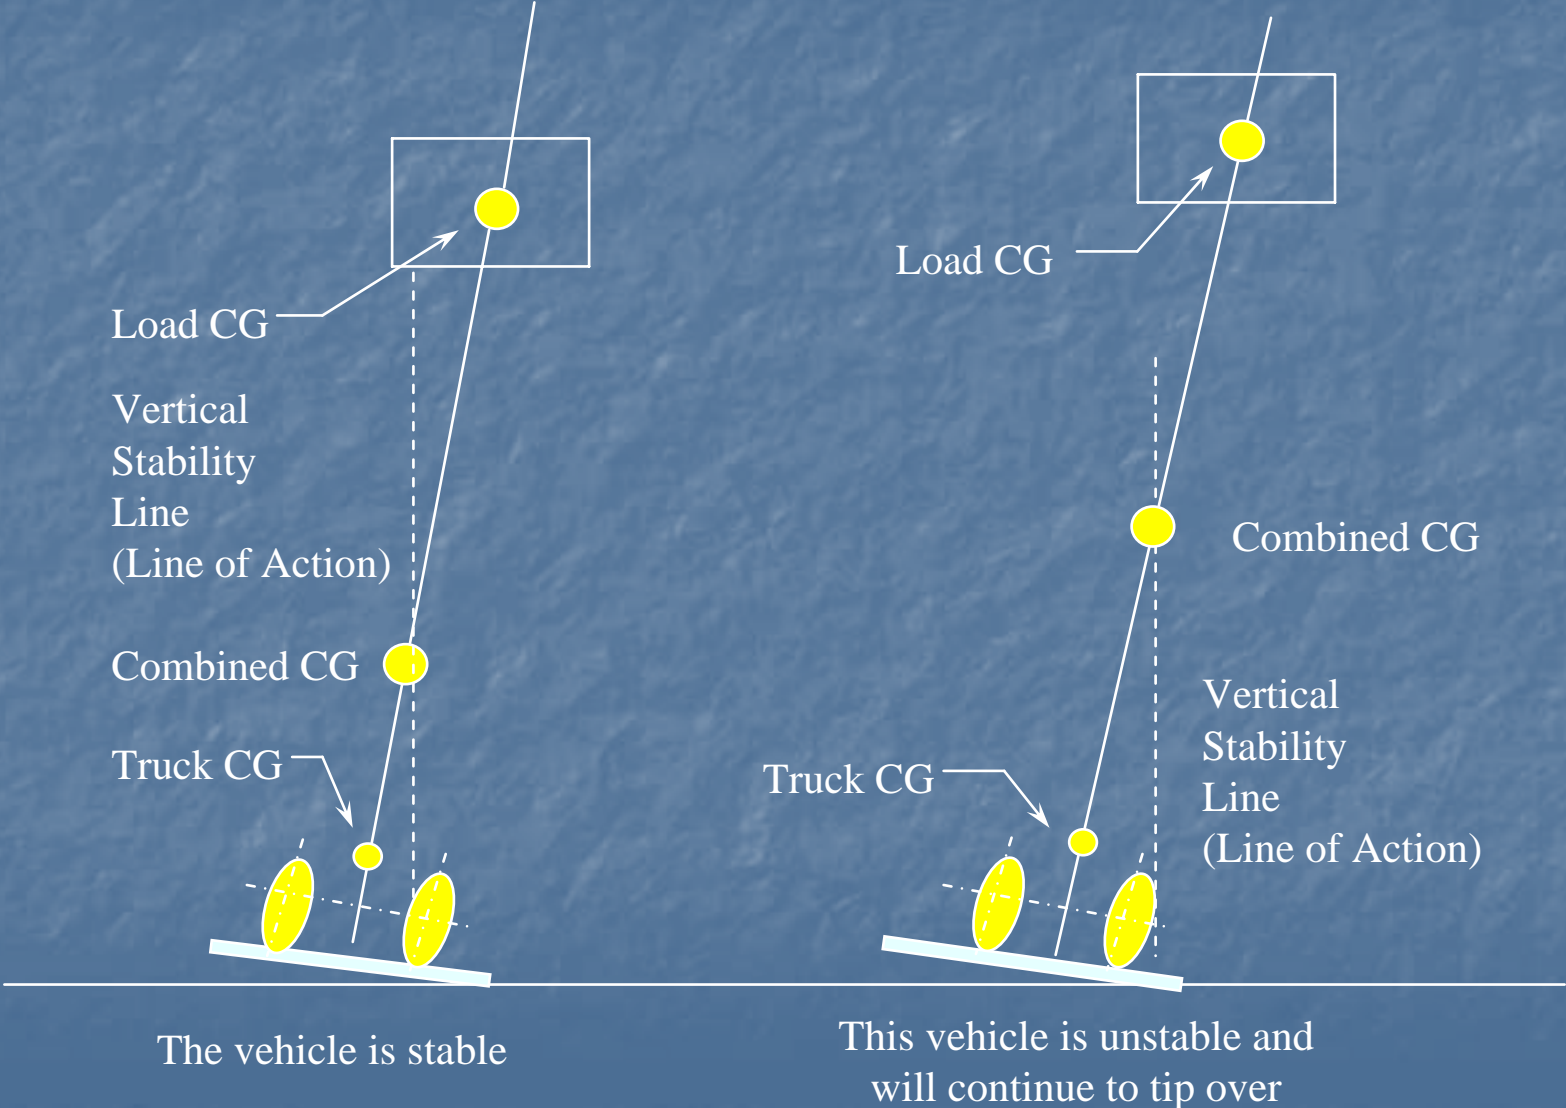 Load CG
Vertical
Stability
Line
(Line of Action)
Combined CG
Truck CG
The vehicle is stable
Load CG
Combined CG
Truck CG
Vertical
Stability
Line
(Line of Action)
This vehicle is unstable and
will continue to tip over